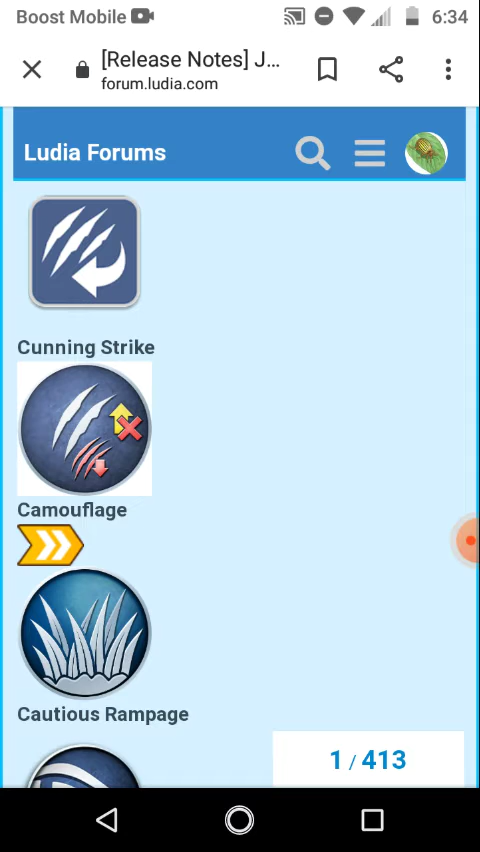 Boost Mobile
6:34
[Release Notes] J...
forum.ludia.com
Ludia Forums
Cunning Strike
Camouflage
Cautious Rampage
1 / 413